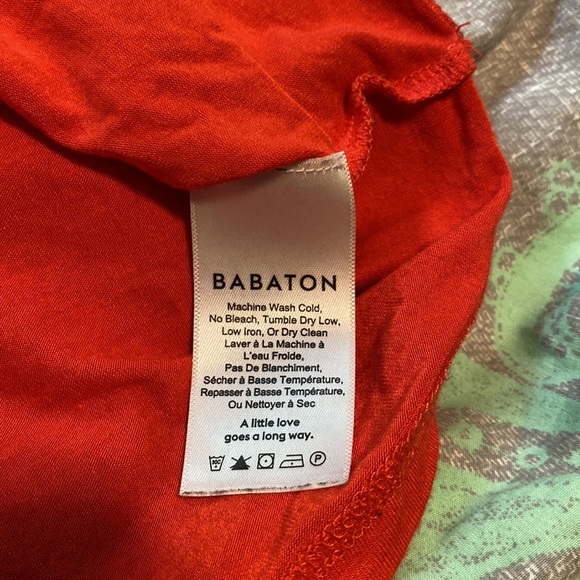 BABATON
Machine Wash Cold,
No Bleach, Tumble Dry Low,
Low Iron, Or Dry Clean
Laver à La Machine à
L'eau Froide,
Pas De Blanchiment,
Sécher à Basse Température,
Repasser à Basse Température,
Ou Nettoyer à Sec
A little love
goes a long way.
30C P